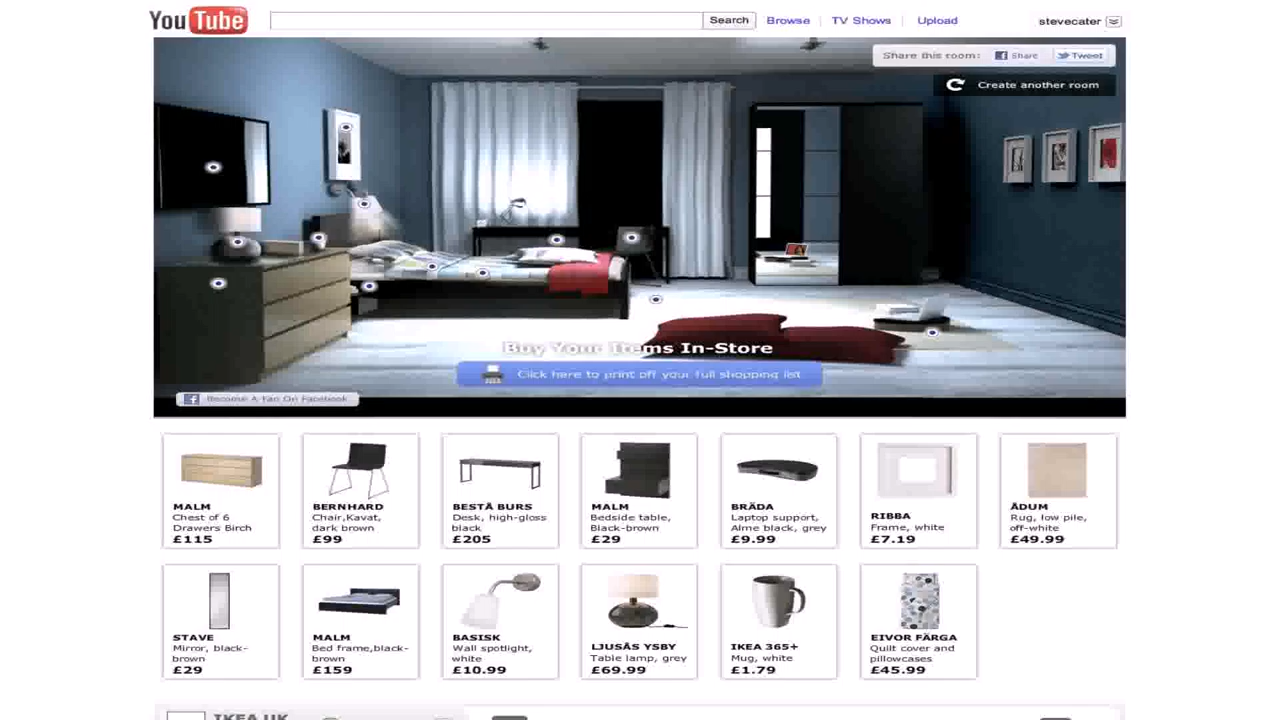 YouTube
Search
Browse
TV Shows
Upload
stevecater
Share this room:
Share
Tweet
Create another room
Buy Your Items In-Store
Click here to print off your full shopping list
Become A Fan On Facebook
MALM
Chest of 6
Drawers Birch
£115
BERNHARD
Chair,Kavat,
dark brown
£99
BESTÅ BURS
Desk, high-gloss
black
£205
MALM
Bedside table,
Black-brown
£29
BRÄDA
Laptop support,
Alme black, grey
£9.99
RIBBA
Frame, white
£7.19
ÅDUM
Rug, low pile,
off-white
£49.99
STAVE
Mirror, black-
brown
£29
MALM
Bed frame,black-
brown
£159
BASISK
Wall spotlight,
white
£10.99
LJUSÅS YSBY
Table lamp, grey
£69.99
IKEA 365+
Mug, white
£1.79
EIVOR FÄRGA
Quilt cover and
pillowcases
£45.99
IKEA UK